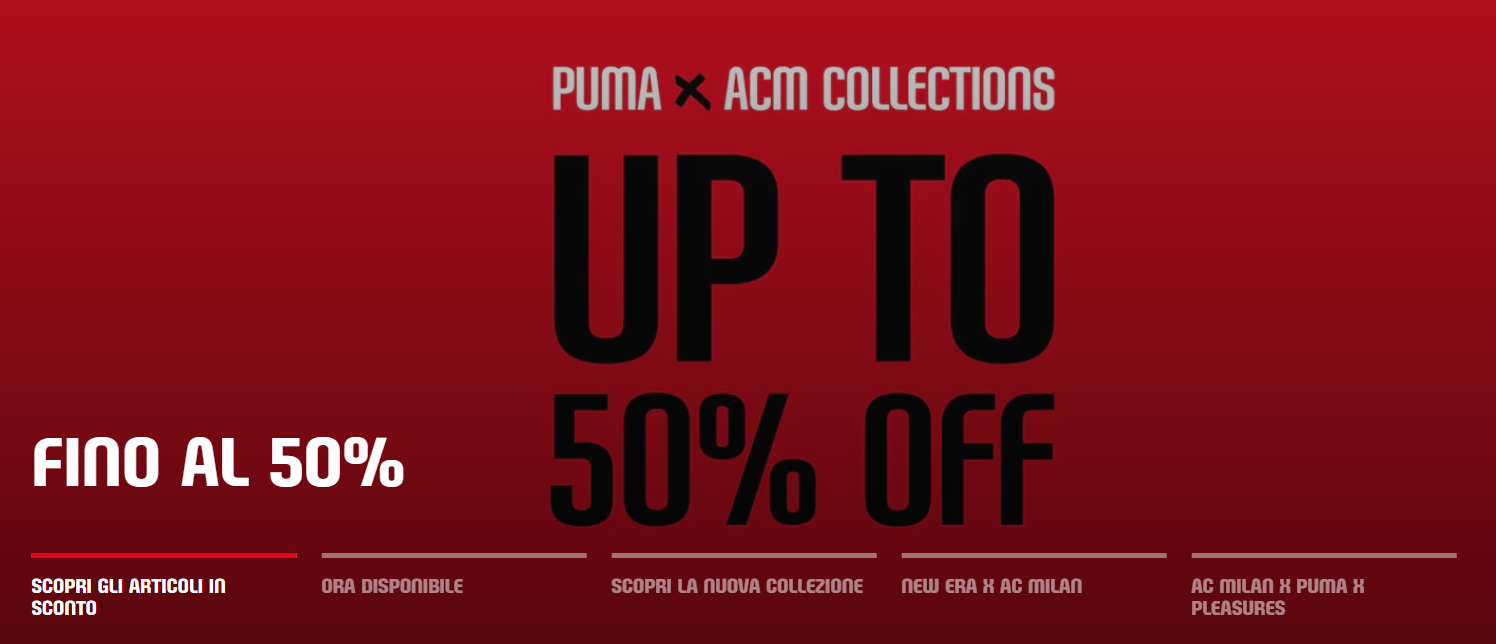 PUMA x ACM COLLECTIONS
UP TO
50% OFF
FINO AL 50%
SCOPRI GLI ARTICOLI IN
SCONTO
ORA DISPONIBILE
SCOPRI LA NUOVA COLLEZIONE
NEW ERA X AC MILAN
AC MILAN X PUMA X
PLEASURES